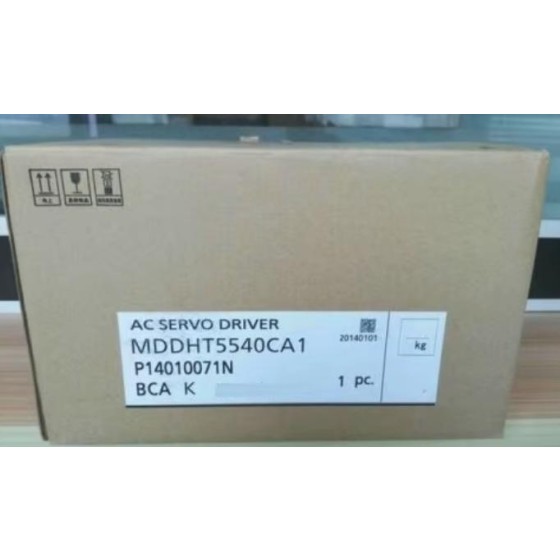 AC SERVO DRIVER
MDDHT5540CA1
20140101
kg
P14010071N
BCA K
1 pc.